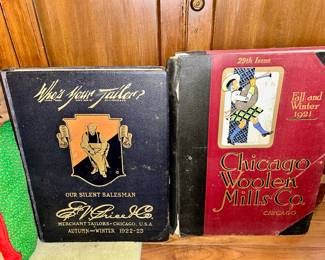 Who's Your Tailor?
OUR SILENT SALESMAN
E.V. Price & Co.
MERCHANT TAILORS - CHICAGO, U.S.A.
AUTUMN AND WINTER 1922-23
29th Issue
Fall and
Winter
1921
Chicago
Woolen
Mills-Co.
CHICAGO